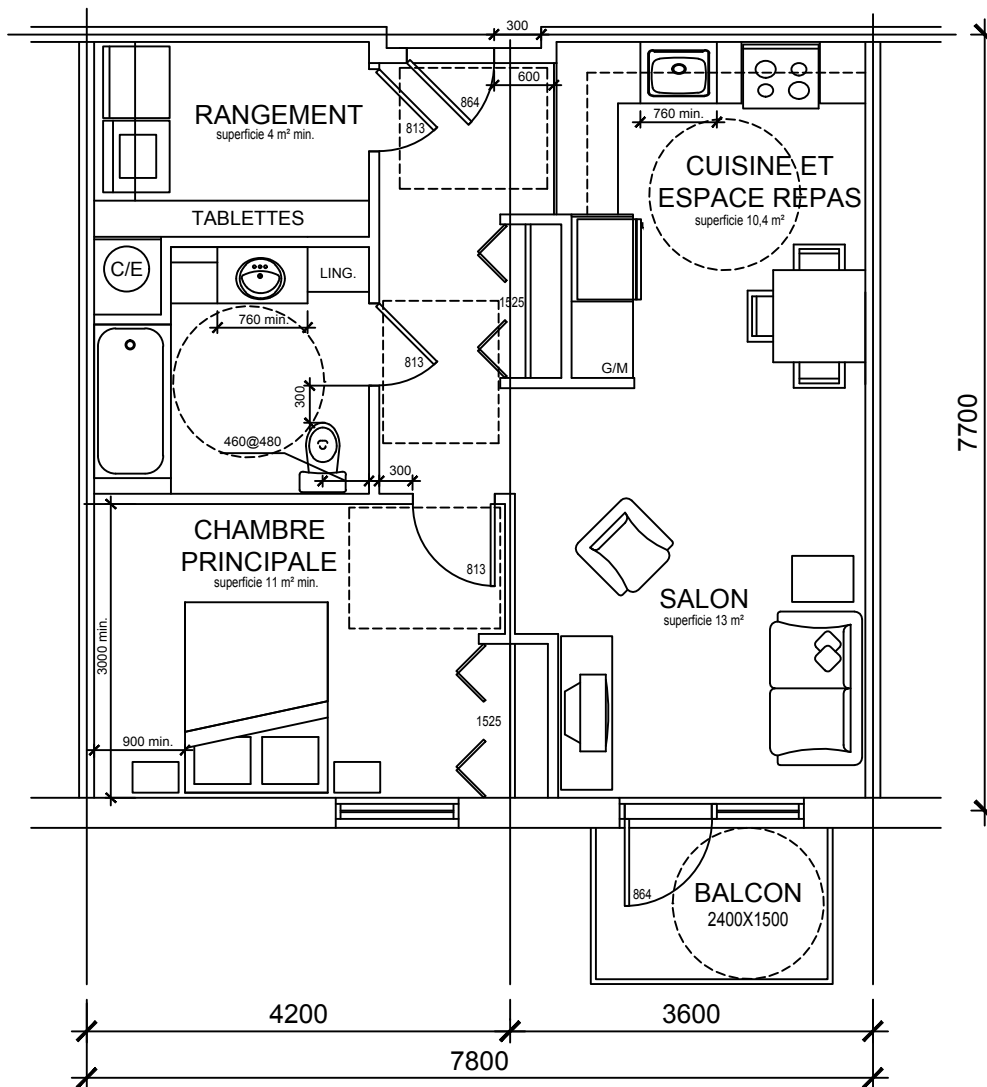 300
600
864
813
RANGEMENT
superficie 4 m² min.
760 min.
CUISINE ET
ESPACE REPAS
superficie 10,4 m²
TABLETTES
C/E
LING.
1525
760 min.
813
G/M
300
460@480
300
7700
CHAMBRE
PRINCIPALE
superficie 11 m² min.
813
SALON
superficie 13 m²
3000 min.
900 min.
1525
864
BALCON
2400X1500
4200
3600
7800